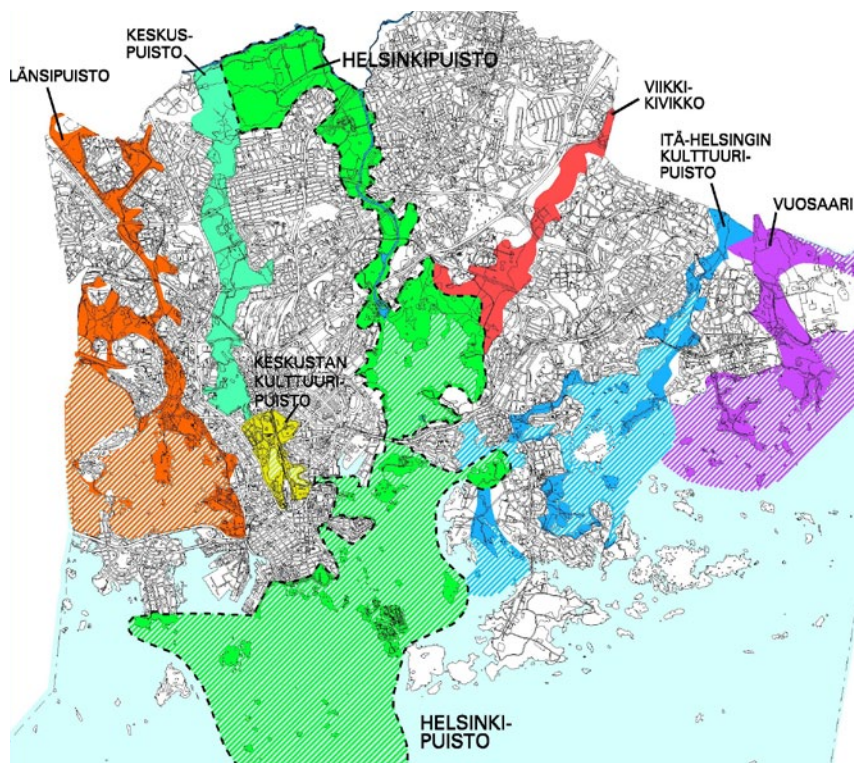 KESKUS-
PUISTO
HELSINKIPUISTO
LÄNSIPUISTO
VIIKKI-
KIVIKKO
ITÄ-HELSINGIN
KULTTUURI-
PUISTO
VUOSAARI
KESKUSTAN
KULTTUURI-
PUISTO
HELSINKI-
PUISTO